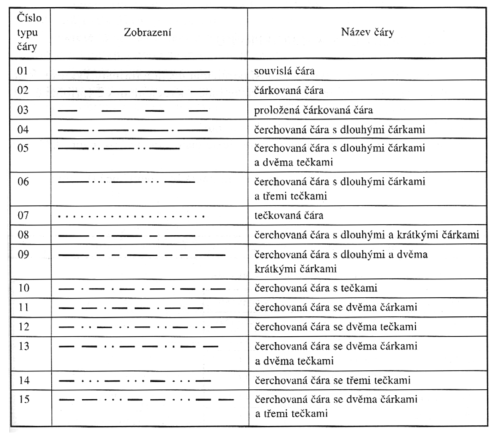 Číslo
typu
čáry
Zobrazení
Název čáry
01 souvislá čára
02 čárkovaná čára
03 proložená čárkovaná čára
04 čerchovaná čára s dlouhými čárkami
05 čerchovaná čára s dlouhými čárkami
a dvěma tečkami
06 čerchovaná čára s dlouhými čárkami
a třemi tečkami
07 tečkovaná čára
08 čerchovaná čára s dlouhými a krátkými čárkami
09 čerchovaná čára s dlouhými a dvěma
krátkými čárkami
10 čerchovaná čára s tečkami
11 čerchovaná čára se dvěma čárkami
12 čerchovaná čára se dvěma tečkami
13 čerchovaná čára se dvěma čárkami
a dvěma tečkami
14 čerchovaná čára se třemi tečkami
15 čerchovaná čára se dvěma čárkami
a třemi tečkami